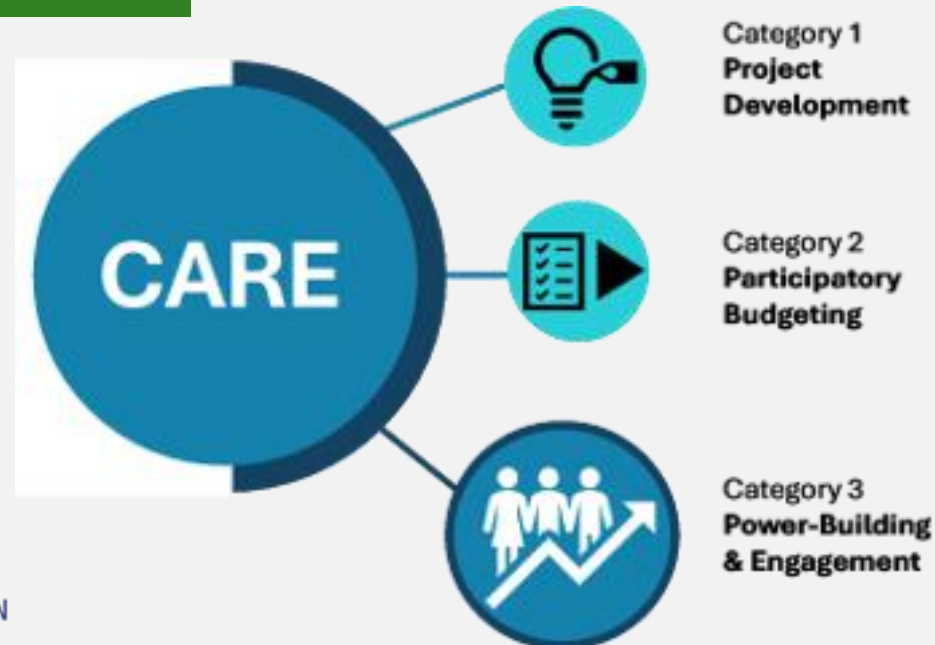 Category 1
Project
Development
CARE
Category 2
Participatory
Budgeting
Category 3
Power-Building
& Engagement
N